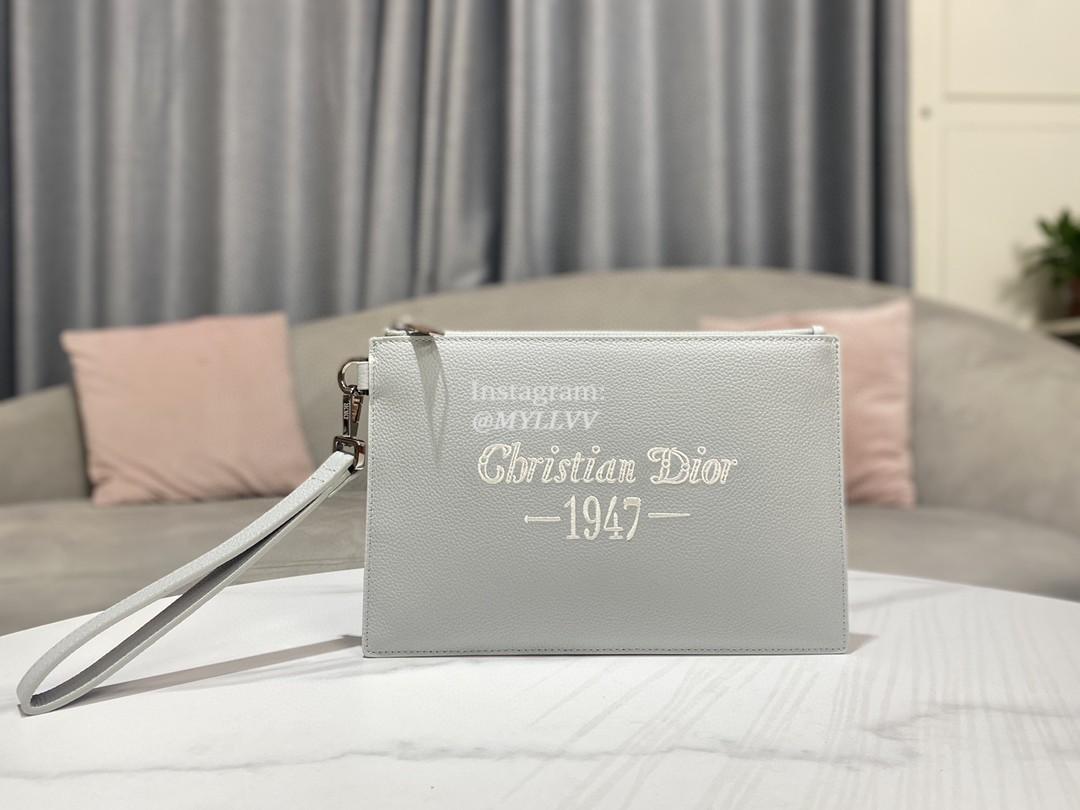 Instagram:
@MYLLVV
Christian Dior
—1947—